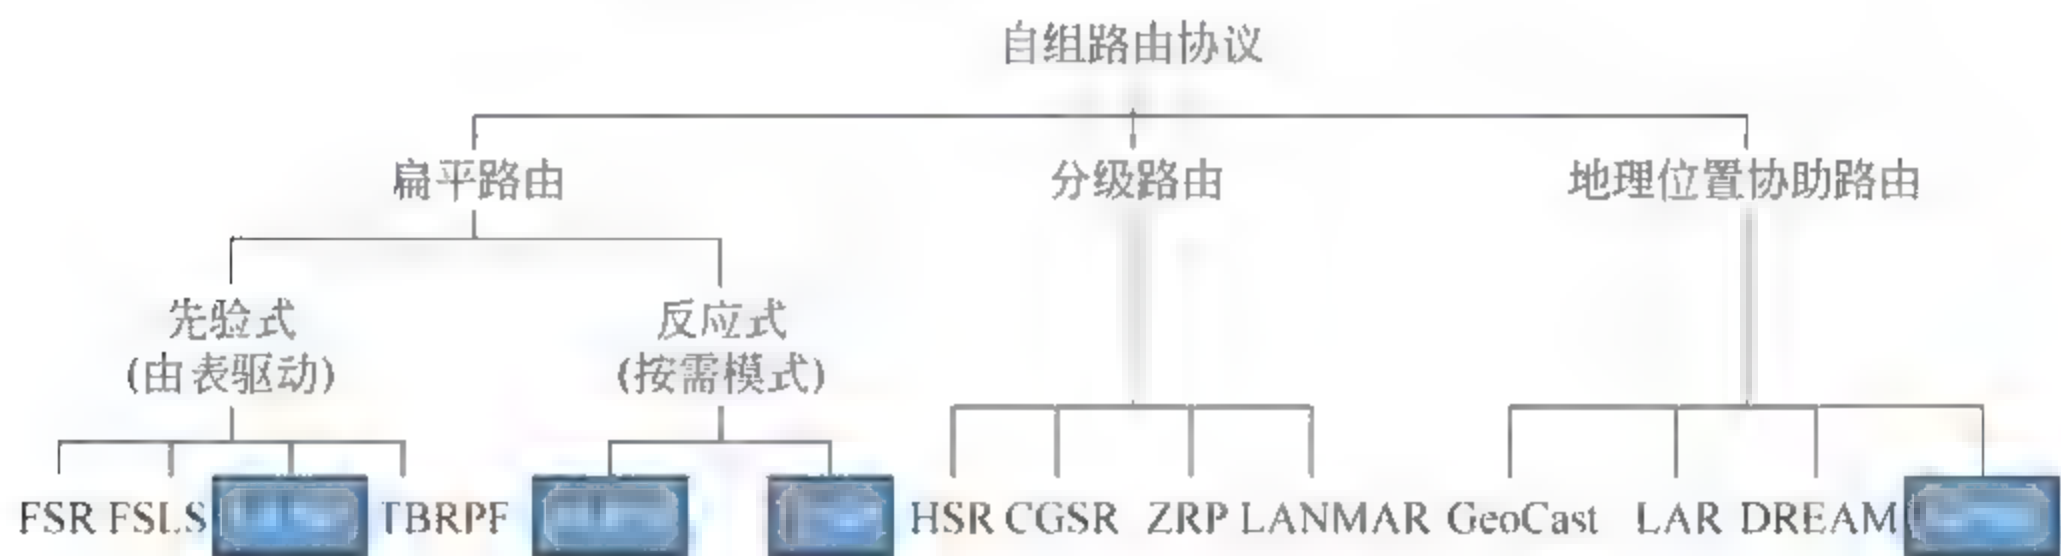 自组路由协议
扁平路由 分级路由 地理位置协助路由
先验式 反应式
(由表驱动) (按需模式)
FSR FSLS TBRPF HSR CGSR ZRP LANMAR GeoCast LAR DREAM